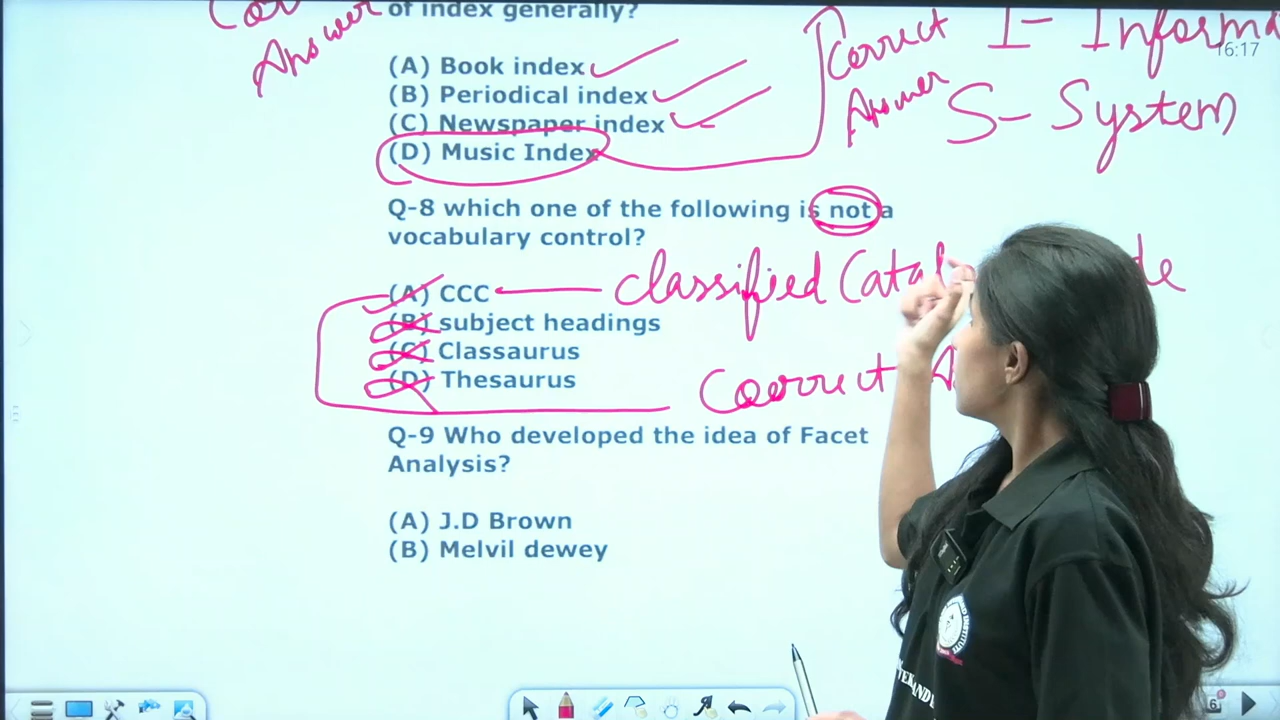 of index generally?
Answer
Correct
I- Informa
16:17
(A) Book index
(B) Periodical index
(C) Newspaper index
(D) Music Index
Answer
S- System
Q-8 which one of the following is not a
vocabulary control?
(A) CCC
Classified Catal
de
(B) subject headings
(C) Classaurus
(D) Thesaurus
Correct A
Q-9 Who developed the idea of Facet
Analysis?
(A) J.D Brown
(B) Melvil dewey